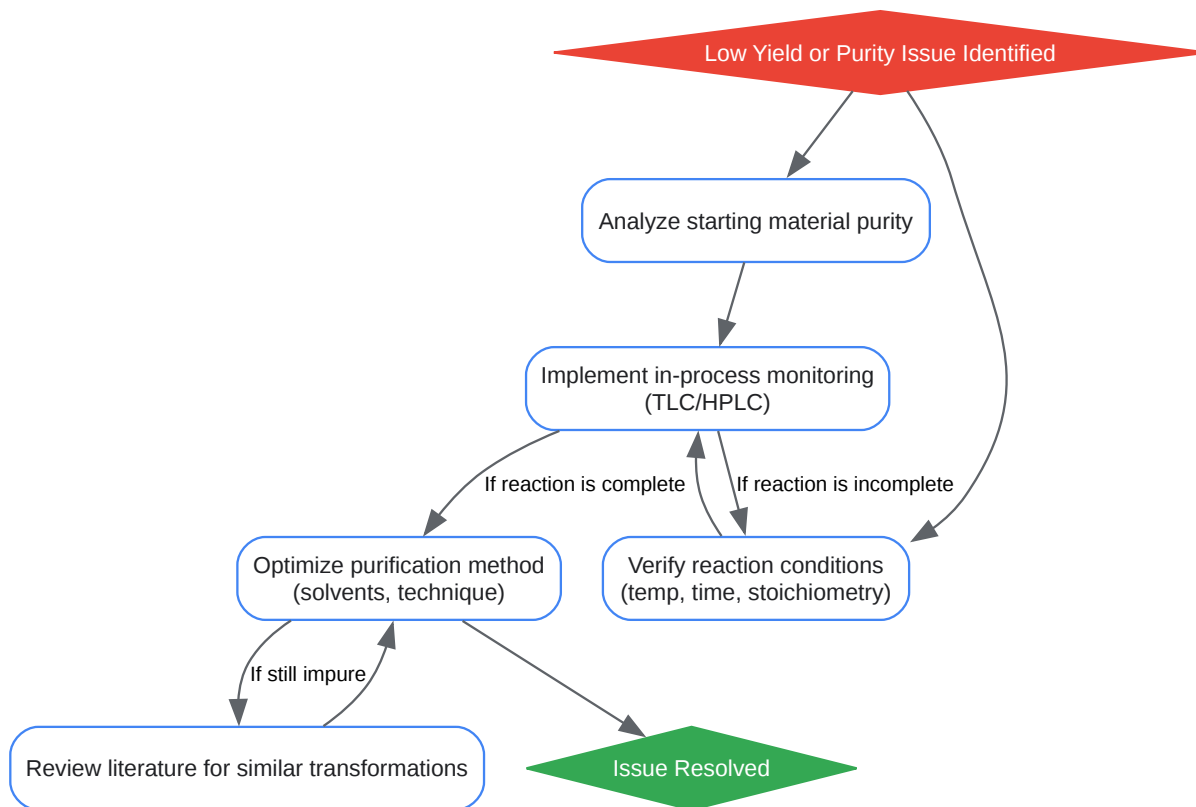 Low Yield or Purity Issue Identified
Analyze starting material purity
Implement in-process monitoring
(TLC/HPLC)
If reaction is complete
If reaction is incomplete
Optimize purification method
(solvents, technique)
Verify reaction conditions
(temp, time, stoichiometry)
If still impure
Review literature for similar transformations
Issue Resolved